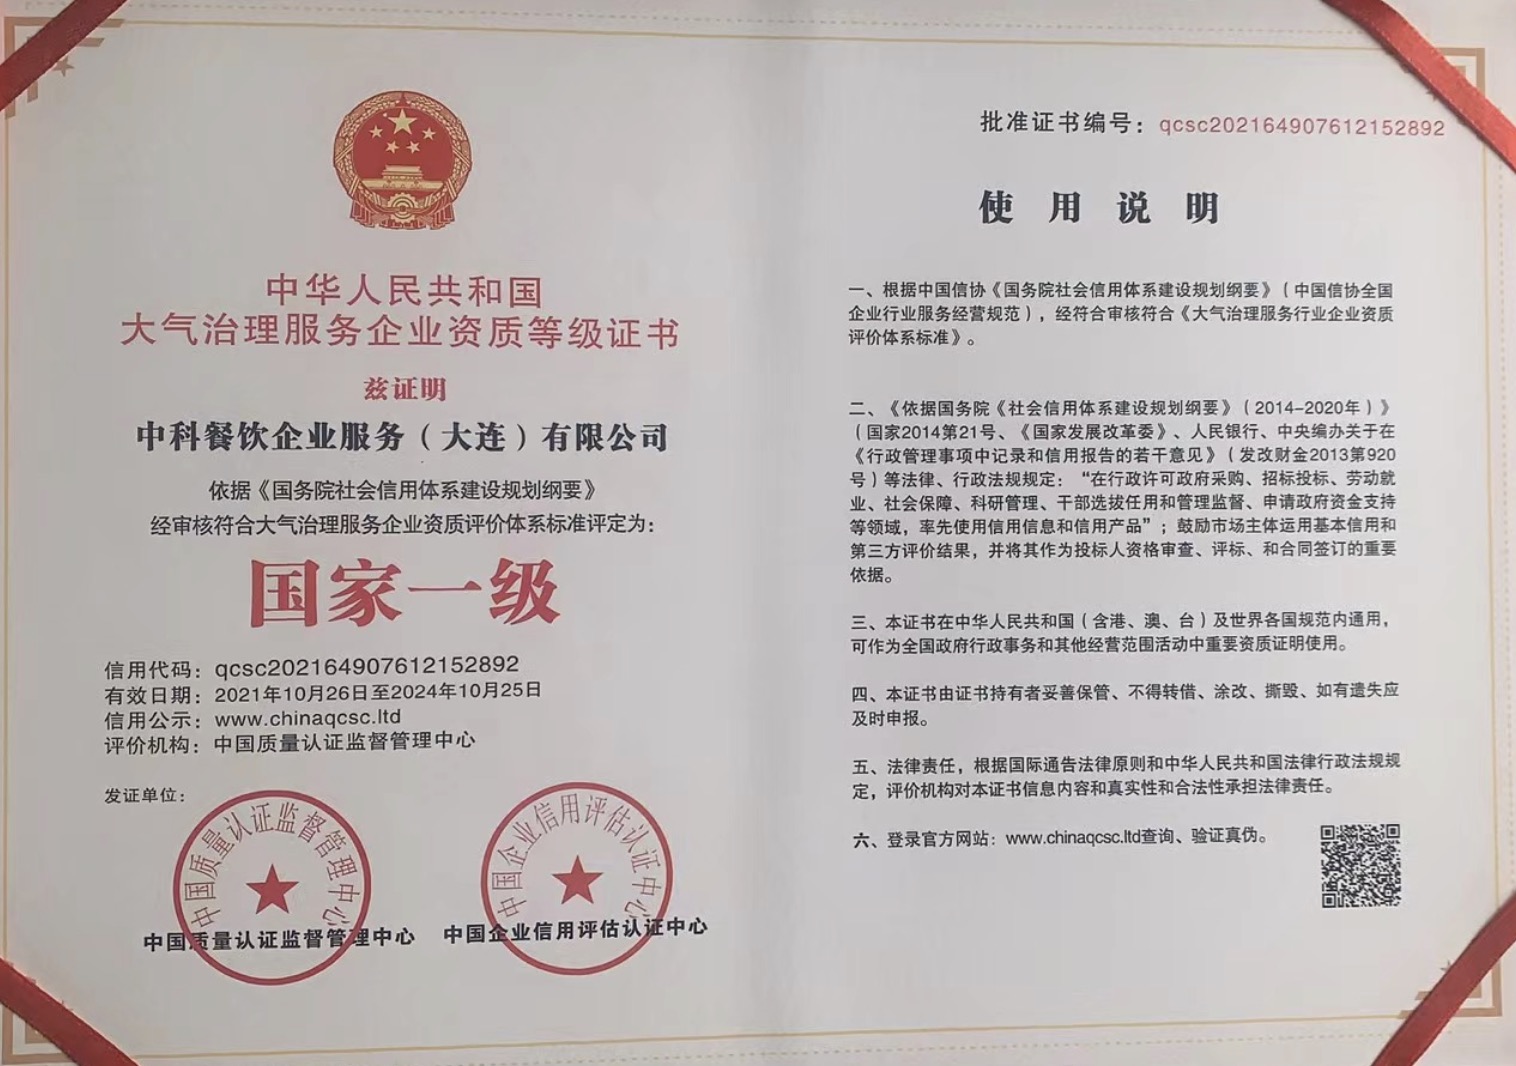 中华人民共和国
大气治理服务企业资质等级证书
兹证明
中科餐饮企业服务（大连）有限公司
依据《国务院社会信用体系建设规划纲要》
经审核符合大气治理服务企业资质评价体系标准评定为：
国家一级
信用代码：qcsc202164907612152892
有效日期：2021年10月26日至2024年10月25日
信用公示：www.chinaqcsc.ltd
评价机构：中国质量认证监督管理中心
发证单位：
中国质量认证监督管理中心
中国质量认证监督管理中心
中国企业信用评估认证中心
中国企业信用评估认证中心
批准证书编号：qcsc202164907612152892
使用说明
一、根据中国信协《国务院社会信用体系建设规划纲要》（中国信协全国
企业行业服务经营规范），经符合审核符合《大气治理服务行业企业资质
评价体系标准》。
二、《依据国务院《社会信用体系建设规划纲要》（2014-2020年）》
（国家2014第21号、《国家发展改革委》、人民银行、中央编办关于在
《行政管理事项中记录和信用报告的若干意见》（发改财金2013第920
号）等法律、行政法规规定：“在行政许可政府采购、招标投标、劳动就
业、社会保障、科研管理、干部选拔任用和管理监督、申请政府资金支持
等领域，率先使用信用信息和信用产品”；鼓励市场主体运用基本信用和
第三方评价结果，并将其作为投标人资格审查、评标、和合同签订的重要
依据。
三、本证书在中华人民共和国（含港、澳、台）及世界各国规范内通用，
可作为全国政府行政事务和其他经营范围活动中重要资质证明使用。
四、本证书由证书持有者妥善保管、不得转借、涂改、撕毁、如有遗失应
及时申报。
五、法律责任，根据国际通告法律原则和中华人民共和国法律行政法规规
定，评价机构对本证书信息内容和真实性和合法性承担法律责任。
六、登录官方网站：www.chinaqcsc.ltd查询、验证真伪。